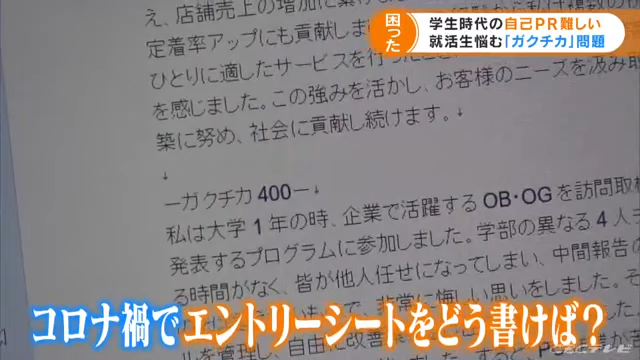 困った
学生時代の自己PR難しい
就活生悩む「ガクチカ」問題
え、店舗売上の増加に
定着率アップにも貢献しま
ひとりに適したサービスを行った
を感じました。この強みを活かし、お客様のニーズを汲み取
築に努め、社会に貢献し続けます。↓
―ガクチカ400―↓
私は大学1年の時、企業で活躍するOB・OGを訪問取材
発表するプログラムに参加しました。学部の異なる4人
る時間がなく、皆が他人任せになってしまい、中間報告の
非常に悔しい思いをしました。そ
コロナ禍でエントリーシートをどう書けば?